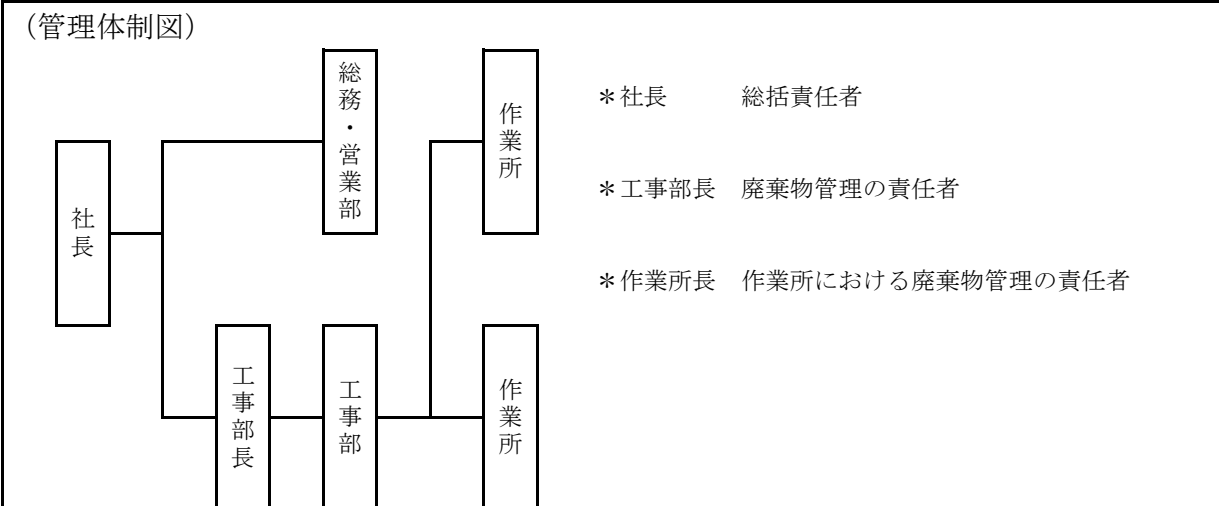 （管理体制図）
総務・営業部
作業所
社長
工事部長
工事部
作業所
＊社長　　総括責任者
＊工事部長　廃棄物管理の責任者
＊作業所長　作業所における廃棄物管理の責任者